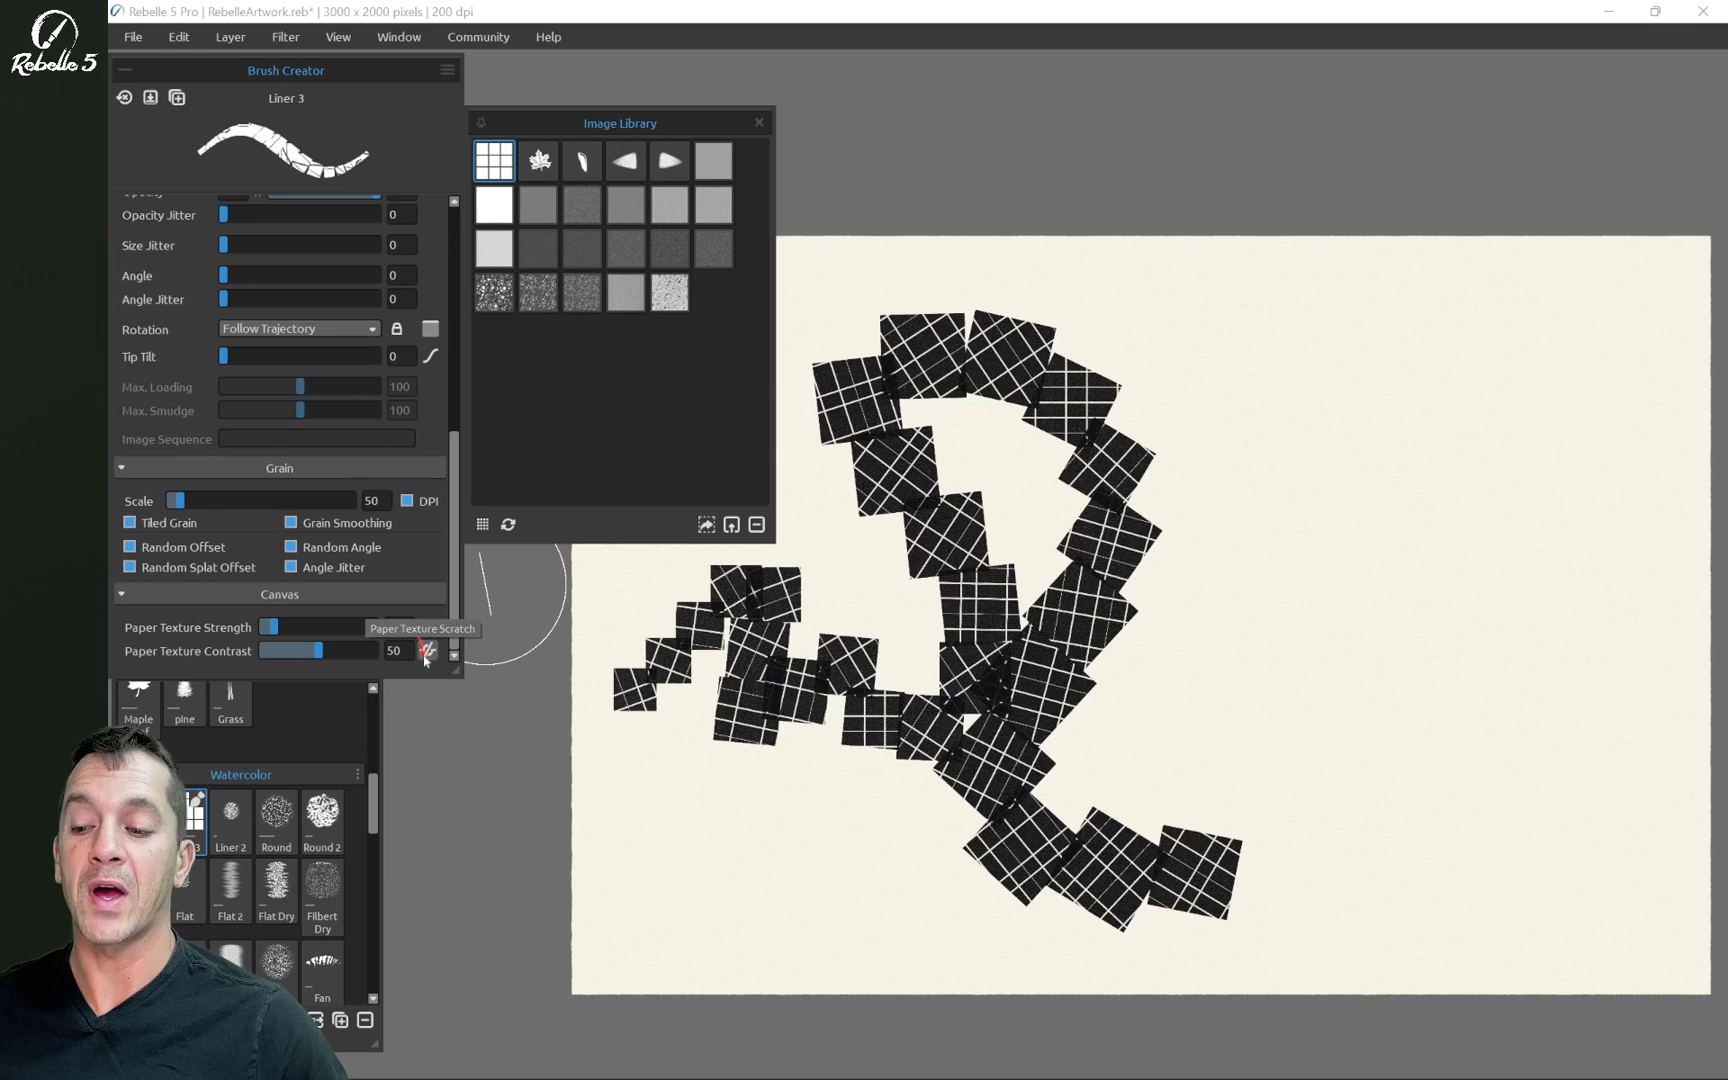 Rebelle 5
Rebelle 5 Pro | RebelleArtwork.reb* | 3000 x 2000 pixels | 200 dpi
File Edit Layer Filter View Window Community Help
Brush Creator
Liner 3
Image Library
Opacity Jitter 0
Size Jitter 0
Angle 0
Angle Jitter 0
Rotation Follow Trajectory
Tip Tilt 0
Max. Loading 100
Max. Smudge 100
Image Sequence
Grain
Scale 50 DPI
Tiled Grain Grain Smoothing
Random Offset Random Angle
Random Splat Offset Angle Jitter
Canvas
Paper Texture Strength
Paper Texture Scratch
Paper Texture Contrast 50
Maple pine Grass
Watercolor
3 Liner 2 Round Round 2
Flat Flat 2 Flat Dry Filbert
Dry
Fan